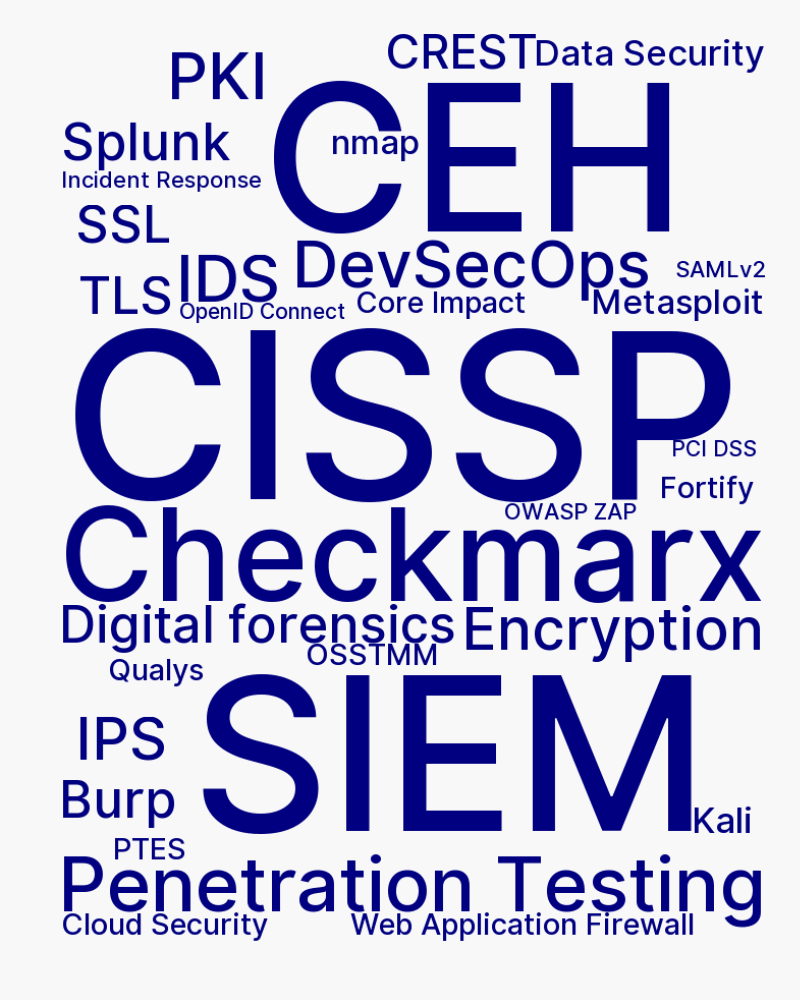 CREST
Data Security
PKI
CEH
Splunk
nmap
Incident Response
SSL
DevSecOps
IDS
SAMLv2
TLS
OpenID Connect
Core Impact
Metasploit
CISSP
PCI DSS
Fortify
OWASP ZAP
Checkmarx
Digital forensics
Encryption
OSSTMM
Qualys
SIEM
IPS
Burp
Kali
PTES
Penetration Testing
Cloud Security
Web Application Firewall